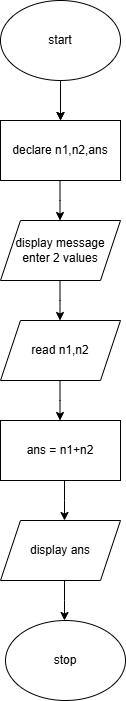 start
declare n1,n2,ans
display message
enter 2 values
read n1,n2
ans = n1+n2
display ans
stop